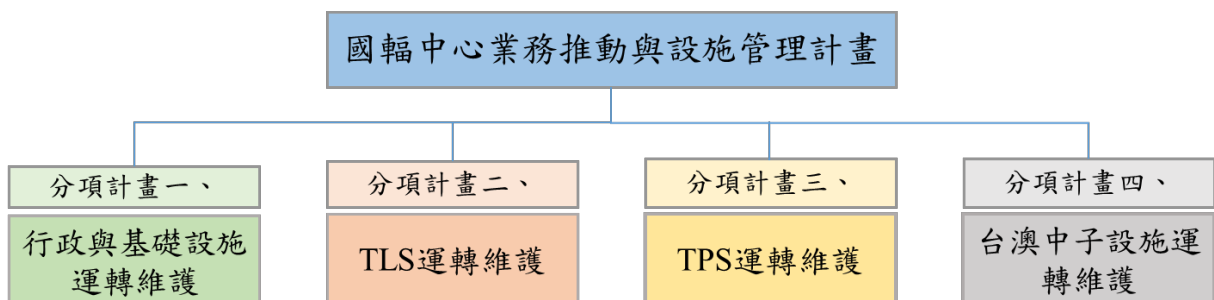 國輻中心業務推動與設施管理計畫
分項計畫一、
行政與基礎設施
運轉維護
分項計畫二、
TLS運轉維護
分項計畫三、
TPS運轉維護
分項計畫四、
台澳中子設施運
轉維護